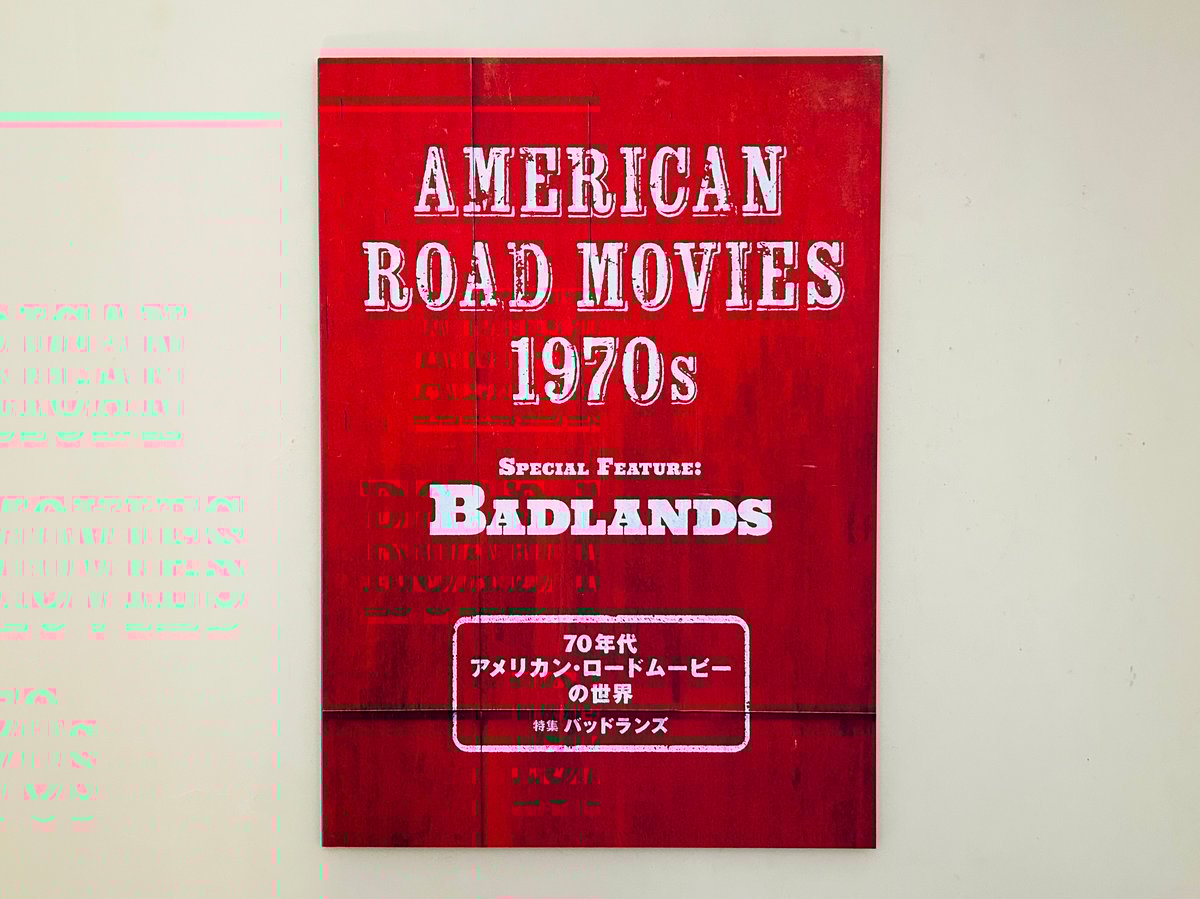 AMERICAN
ROAD MOVIES
1970s
SPECIAL FEATURE:
BADLANDS
70年代
アメリカン・ロードムービー
の世界
特集 バッドランズ